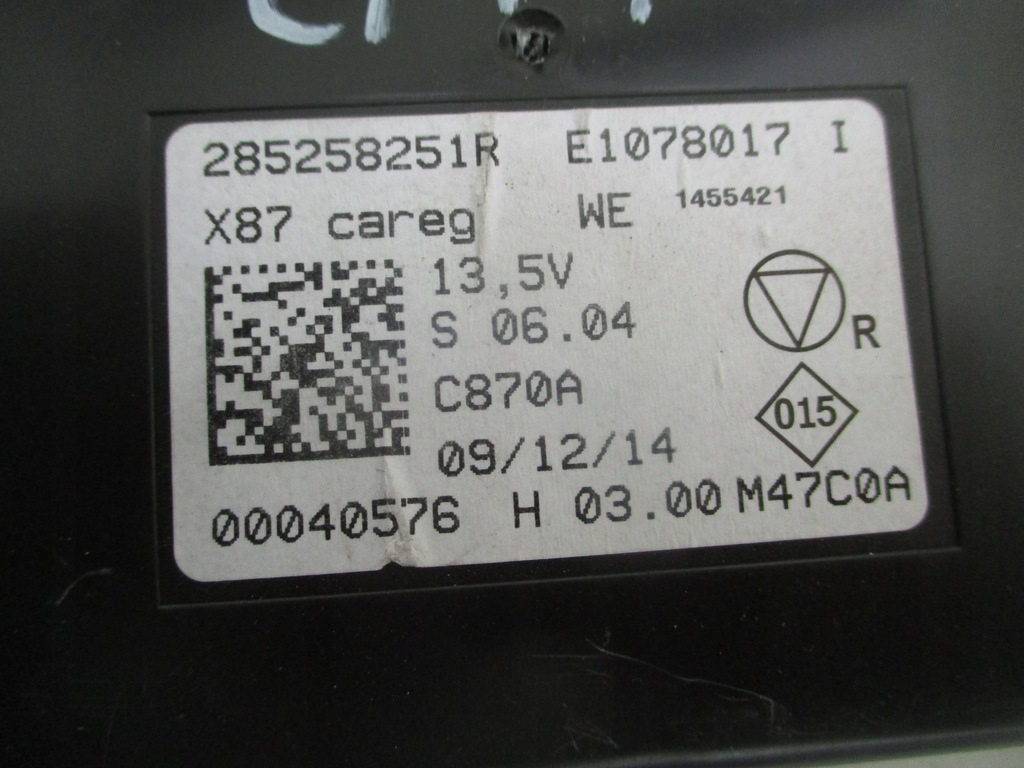 285258251R E1078017 I
X87 careg WE 1455421
13,5V
S 06.04
R
C870A
015
09/12/14
00040576 H 03.00 M47C0A